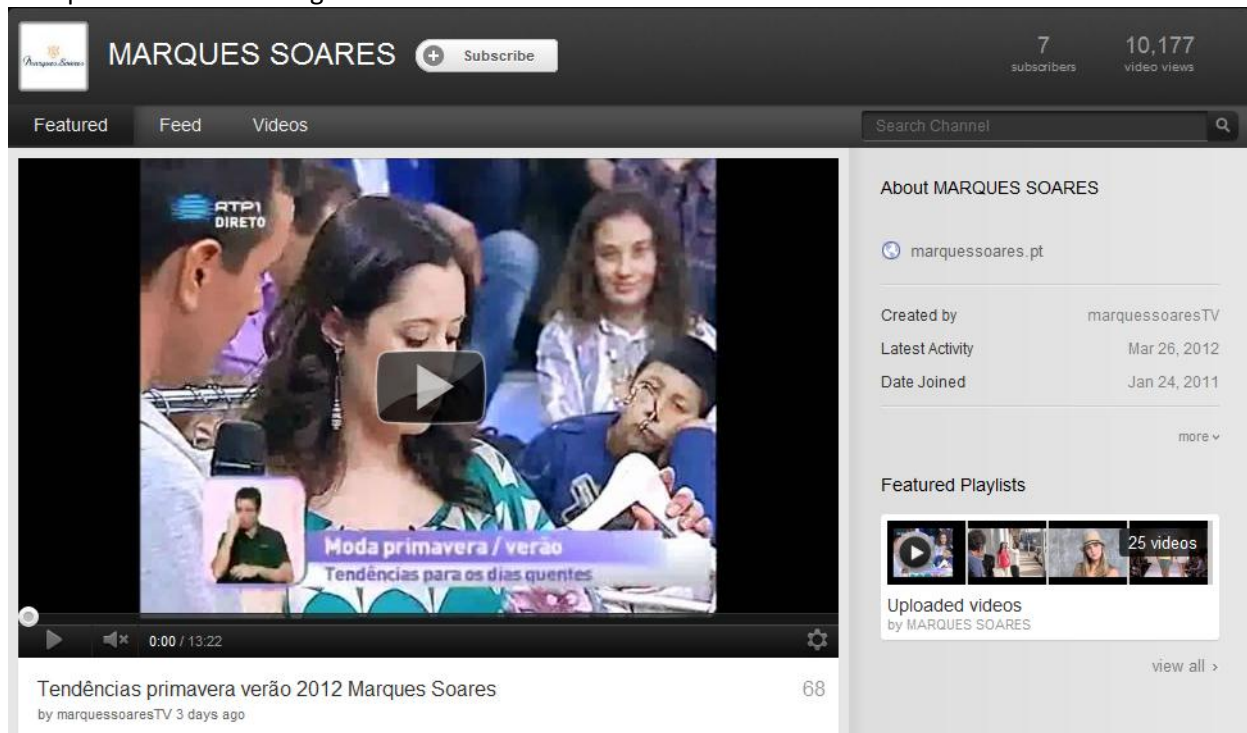 Marques Soares
MARQUES SOARES
Subscribe
7
subscribers
10,177
video views
Featured
Feed
Videos
Search Channel
RTP1
DIRETO
Moda primavera / verão
Tendências para os dias quentes
0:00 / 13:22
Tendências primavera verão 2012 Marques Soares
68
by marquessoaresTV 3 days ago
About MARQUES SOARES
marquessoares.pt
Created by marquessoaresTV
Latest Activity Mar 26, 2012
Date Joined Jan 24, 2011
more
Featured Playlists
25 videos
Uploaded videos
by MARQUES SOARES
view all ›